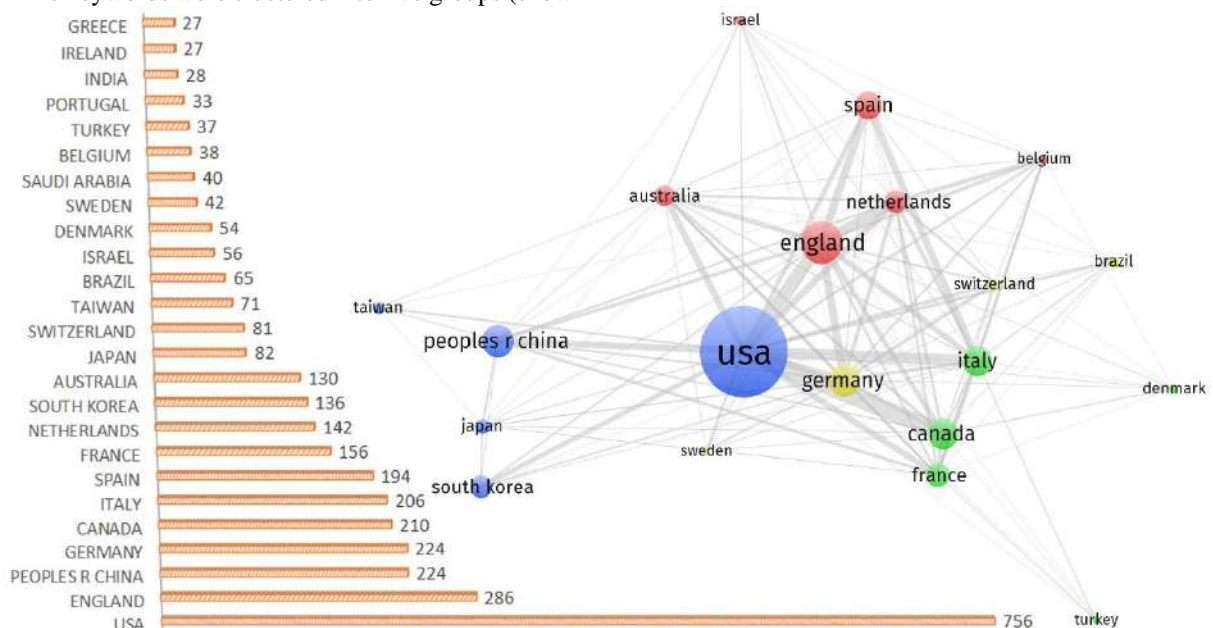 GREECE 27
IRELAND 27
INDIA 28
PORTUGAL 33
TURKEY 37
BELGIUM 38
SAUDI ARABIA 40
SWEDEN 42
DENMARK 54
ISRAEL 56
BRAZIL 65
TAIWAN 71
SWITZERLAND 81
JAPAN 82
AUSTRALIA 130
SOUTH KOREA 136
NETHERLANDS 142
FRANCE 156
SPAIN 194
ITALY 206
CANADA 210
GERMANY 224
PEOPLES R CHINA 224
ENGLAND 286
USA 756
israel
spain
belgium
australia
netherlands
england
brazil
switzerland
taiwan
peoples r china
usa
italy
germany
denmark
japan
canada
sweden
france
south korea
turkey